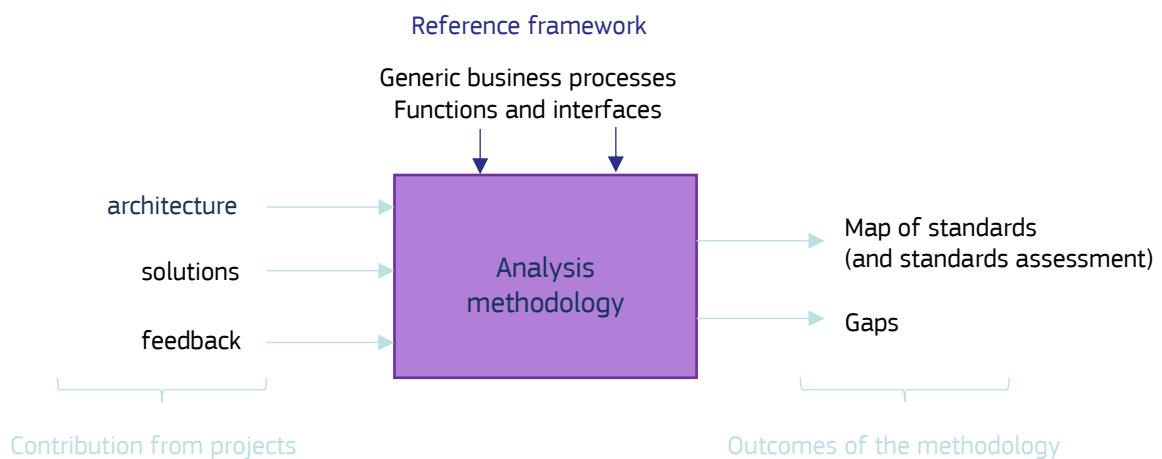 Reference framework
Generic business processes
Functions and interfaces
architecture
solutions
feedback
Analysis
methodology
Map of standards
(and standards assessment)
Gaps
Contribution from projects
Outcomes of the methodology